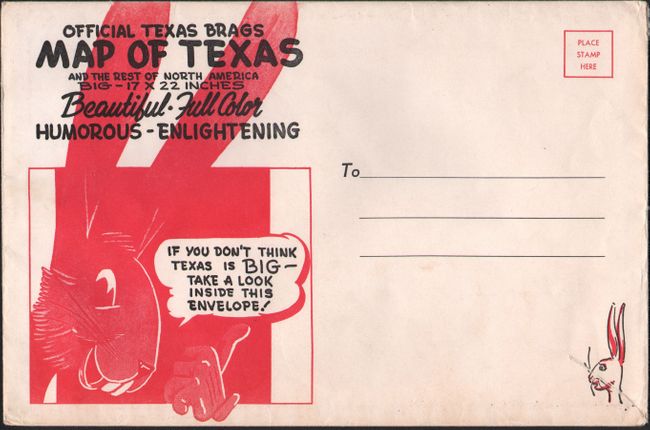 OFFICIAL TEXAS BRAGS
MAP OF TEXAS
AND THE REST OF NORTH AMERICA
BIG - 17 X 22 INCHES
Beautiful · Full Color
HUMOROUS - ENLIGHTENING
PLACE
STAMP
HERE
To
IF YOU DON'T THINK
TEXAS IS BIG —
TAKE A LOOK
INSIDE THIS
ENVELOPE!